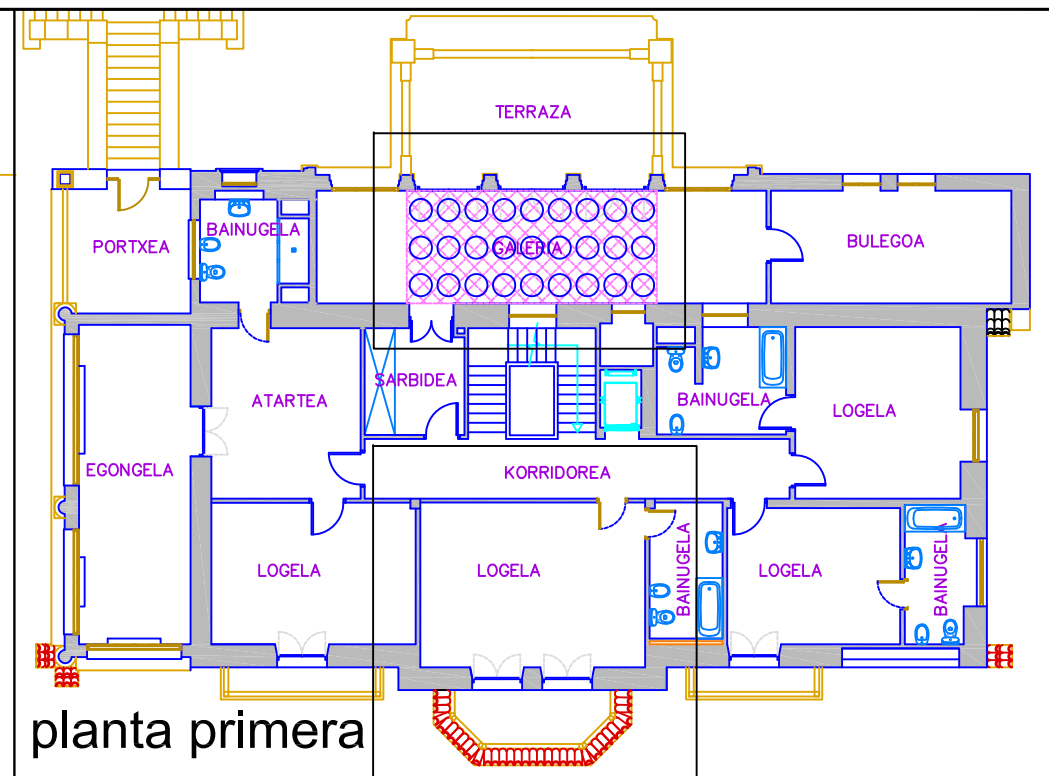 TERRAZA
PORTXEA
BAINUGELA
GALERIA
BULEGOA
SARBIDEA
ATARTEA
BAINUGELA
LOGELA
EGONGELA
KORRIDOREA
LOGELA
LOGELA
BAINUGELA
LOGELA
BAINUGELA
planta primera